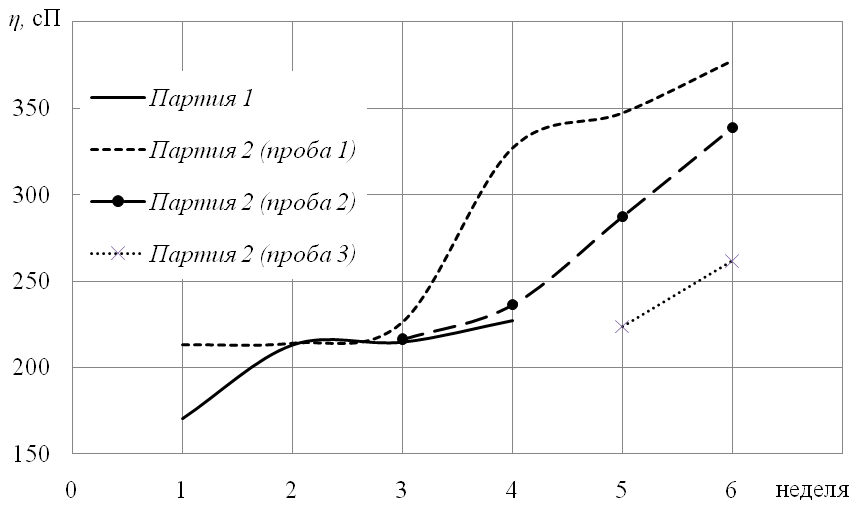 η, сП
350
300
250
200
150
Партия 1
Партия 2 (проба 1)
Партия 2 (проба 2)
Партия 2 (проба 3)
0 1 2 3 4 5 6 неделя